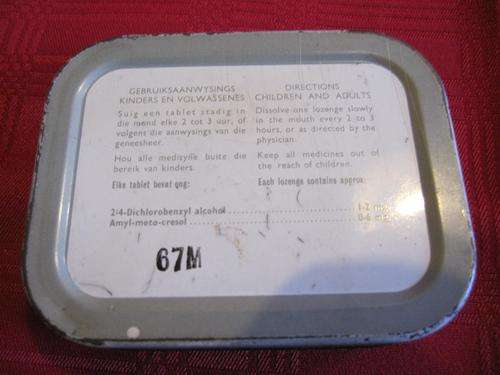 GEBRUIKSAANWYSINGS
KINDERS EN VOLWASSENES
Suig een tablet stadig in
die mond elke 2 tot 3 uur, of
volgens die aanwysings van die
geneesheer.
Hou alle medisyne buite die
bereik van kinders.
Elke tablet bevat ong:
DIRECTIONS
CHILDREN AND ADULTS
Dissolve one lozenge slowly
in the mouth every 2 to 3
hours, or as directed by the
physician.
Keep all medicines out of
the reach of children.
Each lozenge contains approx:
2/4-Dichlorobenzyl alcohol 1·2
Amyl-meta-cresol 0·6
67M